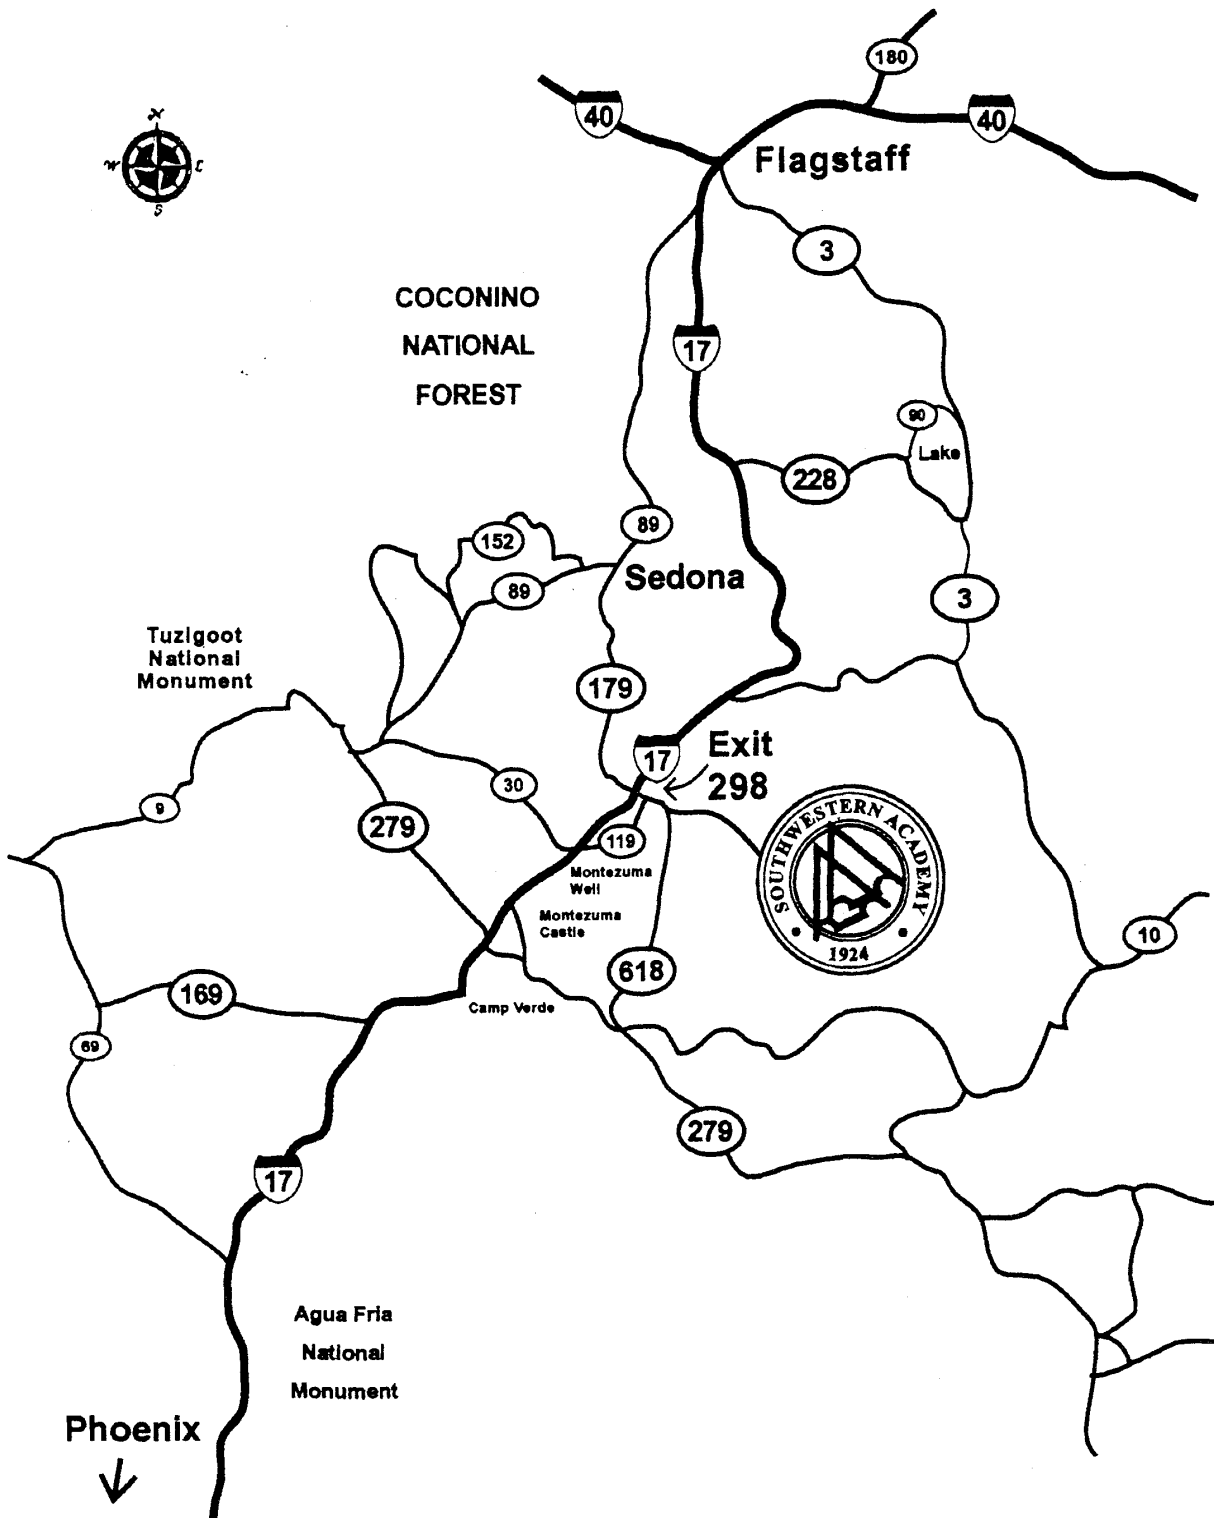 180
40
40
N
W
E
S
Flagstaff
3
COCONINO
NATIONAL
FOREST
17
90
Lake
228
89
152
89
Sedona
3
Tuzigoot
National
Monument
179
Exit
298
17
30
9
279
119
Montezuma
Well
Montezuma
Castle
SOUTHWESTERN ACADEMY
1924
10
618
169
Camp Verde
69
279
17
Agua Fria
National
Monument
Phoenix